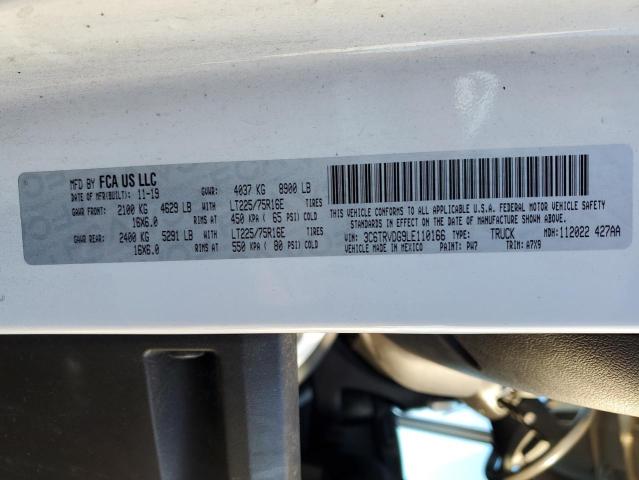 MFD BY FCA US LLC
DATE OF MFR(BUILT): 11-19 GVWR: 4037 KG 8900 LB
GAWR FRONT: 2100 KG 4629 LB WITH LT225/75R16E TIRES
16X6.0 RIMS AT 450 KPA ( 65 PSI) COLD
GAWR REAR: 2400 KG 5291 LB WITH LT225/75R16E TIRES
16X6.0 RIMS AT 550 KPA ( 80 PSI) COLD
THIS VEHICLE CONFORMS TO ALL APPLICABLE U.S.A. FEDERAL MOTOR VEHICLE SAFETY
STANDARDS IN EFFECT ON THE DATE OF MANUFACTURE SHOWN ABOVE.
VIN: 3C6TRVDG9LE110166 TYPE: TRUCK MDH: 112022 427AA
VEHICLE MADE IN MEXICO PAINT: PW7 TRIM: A7X9